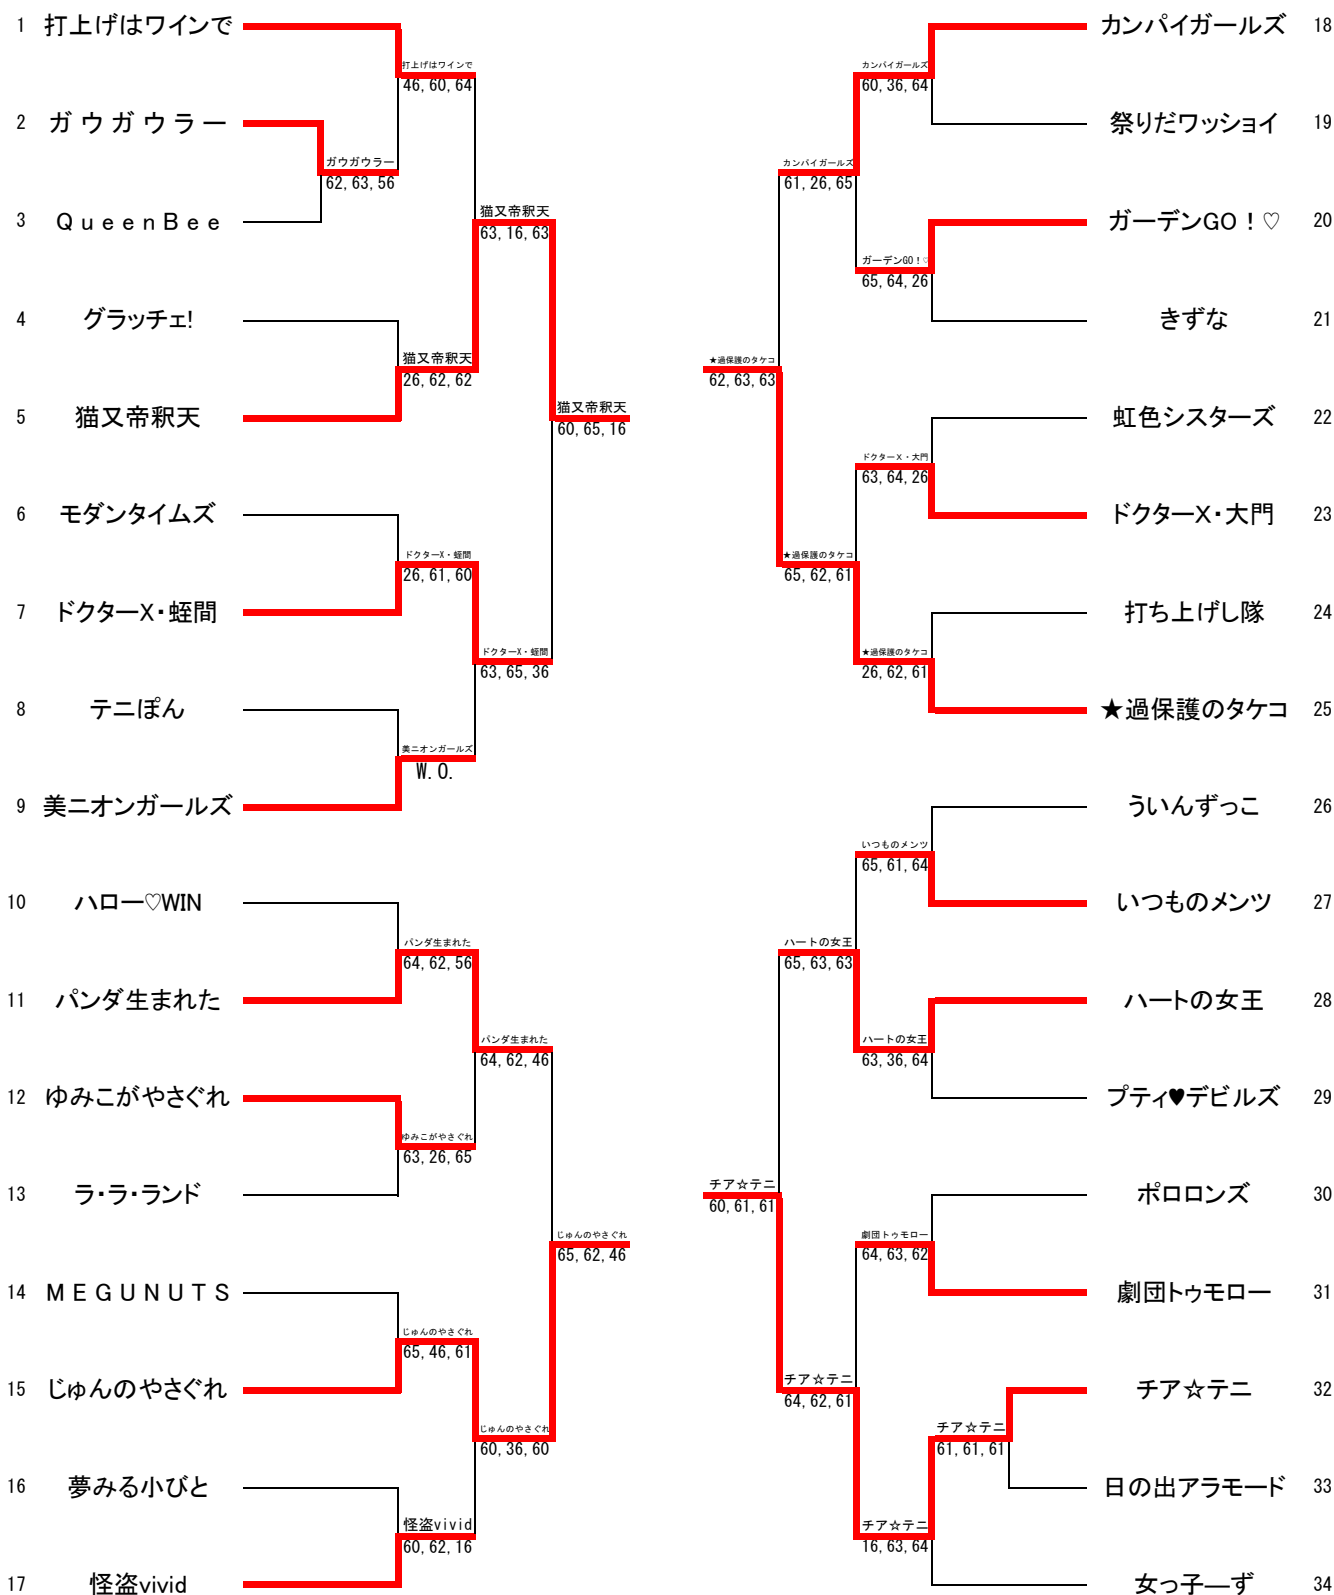 1 打上げはワインで
打上げはワインで
46, 60, 64
2 ガウガウラー
ガウガウラー
62, 63, 56
3 QueenBee
猫又帝釈天
63, 16, 63
4 グラッチェ!
猫又帝釈天
26, 62, 62
5 猫又帝釈天
猫又帝釈天
60, 65, 16
6 モダンタイムズ
ドクターX・蛭間
26, 61, 60
7 ドクターX・蛭間
ドクターX・蛭間
63, 65, 36
8 テニぽん
美ニオンガールズ
W.O.
9 美ニオンガールズ
10 ハロー♡WIN
パンダ生まれた
64, 62, 56
11 パンダ生まれた
パンダ生まれた
64, 62, 46
12 ゆみこがやさぐれ
ゆみこがやさぐれ
63, 26, 65
13 ラ・ラ・ランド
じゅんのやさぐれ
65, 62, 46
14 MEGUNUTS
じゅんのやさぐれ
65, 46, 61
15 じゅんのやさぐれ
じゅんのやさぐれ
60, 36, 60
16 夢みる小びと
怪盗vivid
60, 62, 16
17 怪盗vivid
カンパイガールズ 18
カンパイガールズ
60, 36, 64
祭りだワッショイ 19
カンパイガールズ
61, 26, 65
ガーデンGO！♡ 20
ガーデンGO！♡
65, 64, 26
きずな 21
★過保護のタケコ
62, 63, 63
虹色シスターズ 22
ドクターX・大門
63, 64, 26
ドクターX・大門 23
★過保護のタケコ
65, 62, 61
打ち上げし隊 24
★過保護のタケコ
26, 62, 61
★過保護のタケコ 25
ういんずっこ 26
いつものメンツ
65, 61, 64
いつものメンツ 27
ハートの女王
65, 63, 63
ハートの女王 28
ハートの女王
63, 36, 64
プティ♥デビルズ 29
チア☆テニ
60, 61, 61
ポロロンズ 30
劇団トゥモロー
64, 63, 62
劇団トゥモロー 31
チア☆テニ
64, 62, 61
チア☆テニ 32
チア☆テニ
61, 61, 61
日の出アラモード 33
チア☆テニ
16, 63, 64
女っ子―ず 34